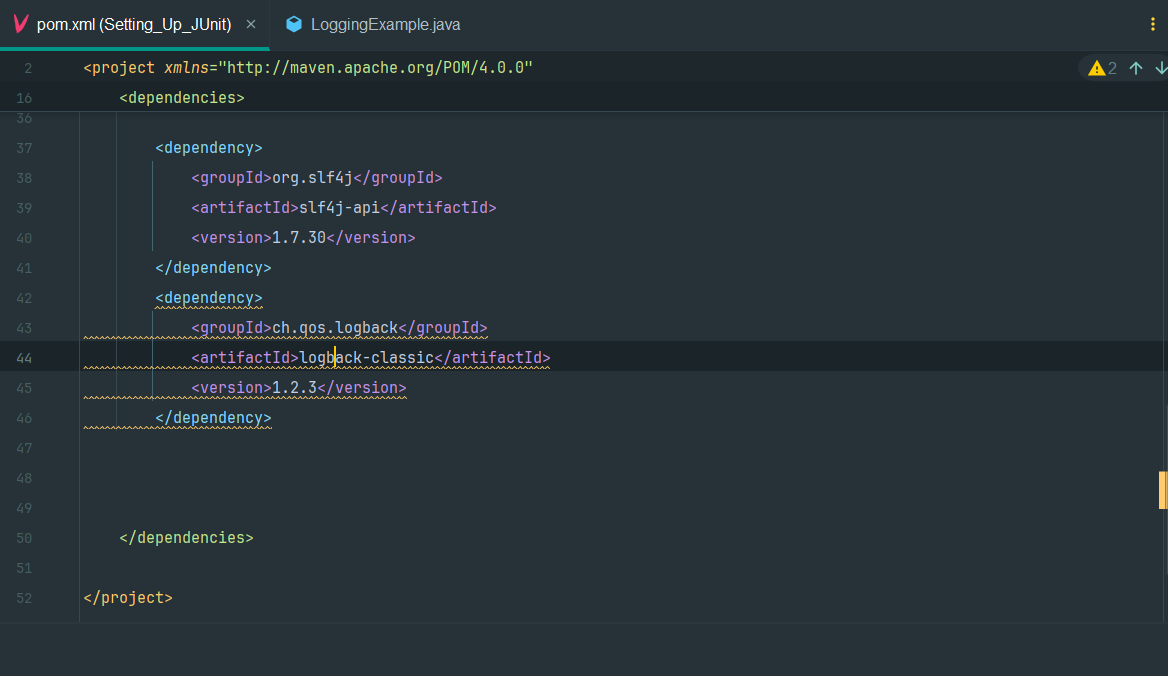 pom.xml (Setting_Up_JUnit) × LoggingExample.java
2 <project xmlns="http://maven.apache.org/POM/4.0.0"
2
16 <dependencies>
36
37 <dependency>
38 <groupId>org.slf4j</groupId>
39 <artifactId>slf4j-api</artifactId>
40 <version>1.7.30</version>
41 </dependency>
42 <dependency>
43 <groupId>ch.qos.logback</groupId>
44 <artifactId>logback-classic</artifactId>
45 <version>1.2.3</version>
46 </dependency>
47
48
49
50 </dependencies>
51
52 </project>